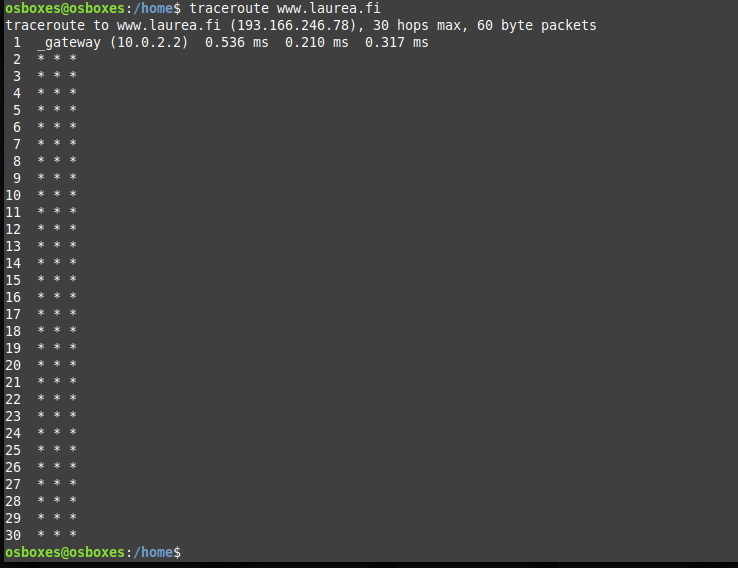 osboxes@osboxes:/home$ traceroute www.laurea.fi
traceroute to www.laurea.fi (193.166.246.78), 30 hops max, 60 byte packets
 1  _gateway (10.0.2.2)  0.536 ms  0.210 ms  0.317 ms
 2  * * *
 3  * * *
 4  * * *
 5  * * *
 6  * * *
 7  * * *
 8  * * *
 9  * * *
10  * * *
11  * * *
12  * * *
13  * * *
14  * * *
15  * * *
16  * * *
17  * * *
18  * * *
19  * * *
20  * * *
21  * * *
22  * * *
23  * * *
24  * * *
25  * * *
26  * * *
27  * * *
28  * * *
29  * * *
30  * * *
osboxes@osboxes:/home$